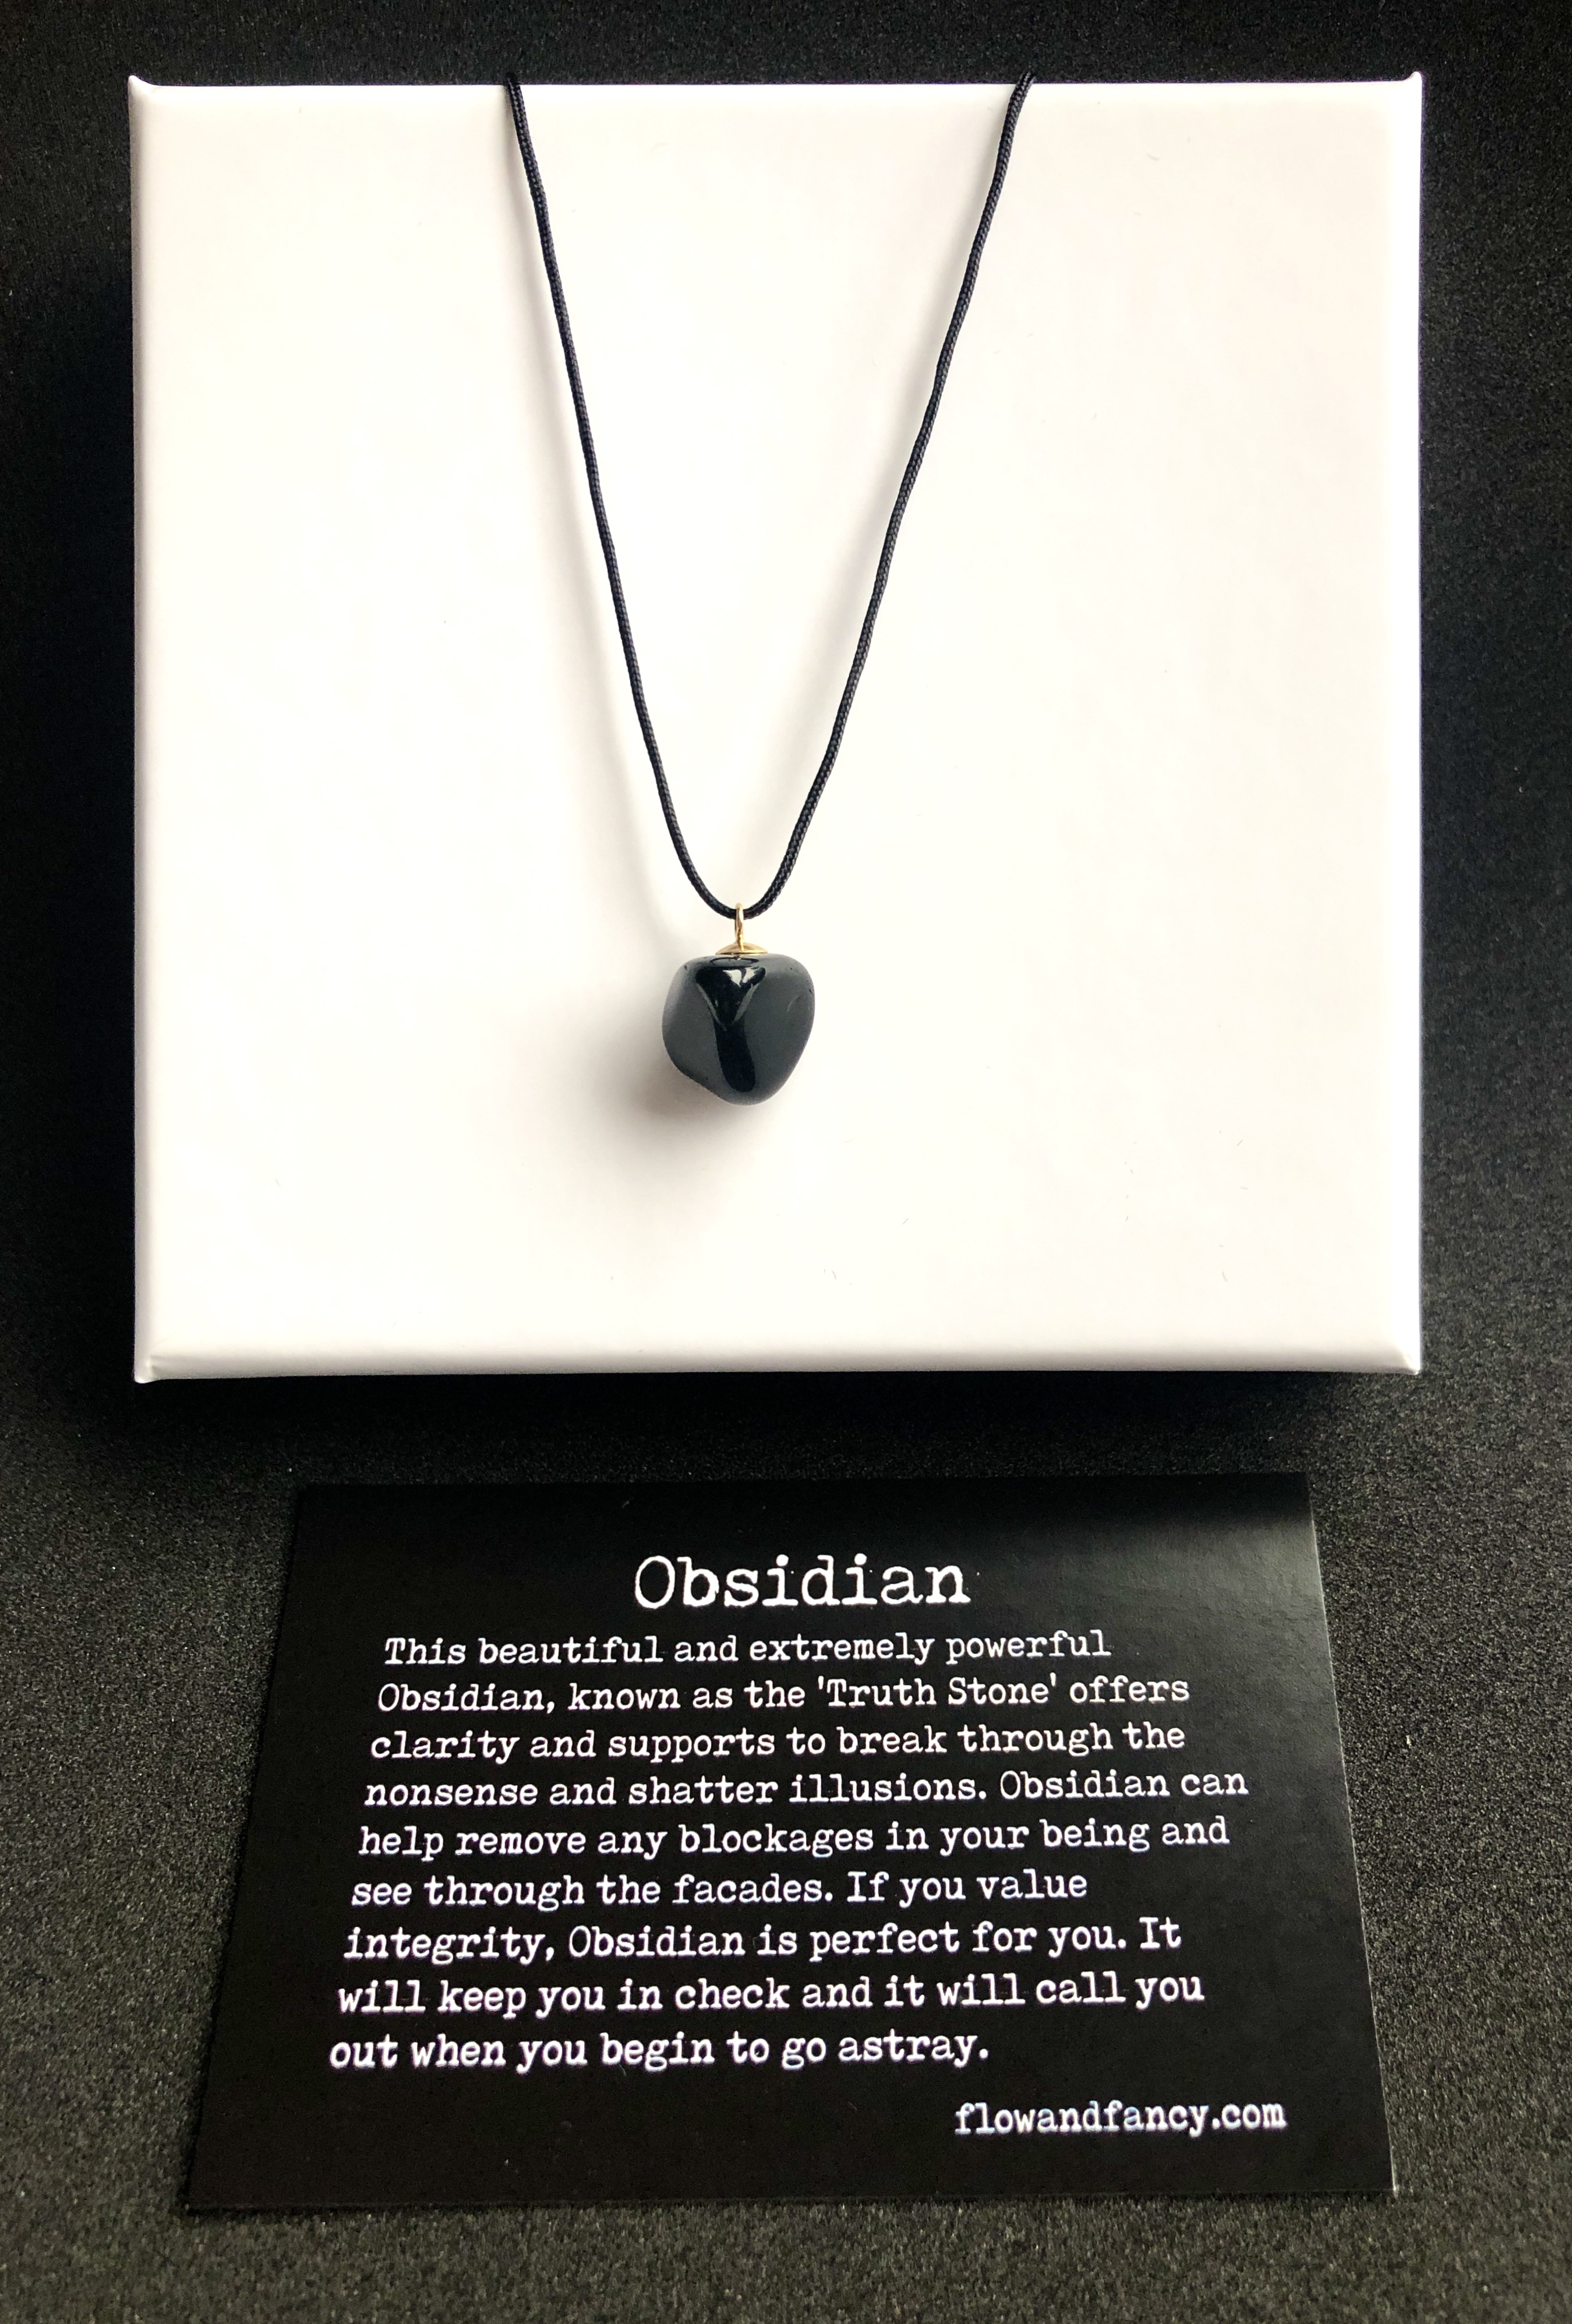 Obsidian
This beautiful and extremely powerful
Obsidian, known as the 'Truth Stone' offers
clarity and supports to break through the
nonsense and shatter illusions. Obsidian can
help remove any blockages in your being and
see through the facades. If you value
integrity, Obsidian is perfect for you. It
will keep you in check and it will call you
out when you begin to go astray.
flowandfancy.com